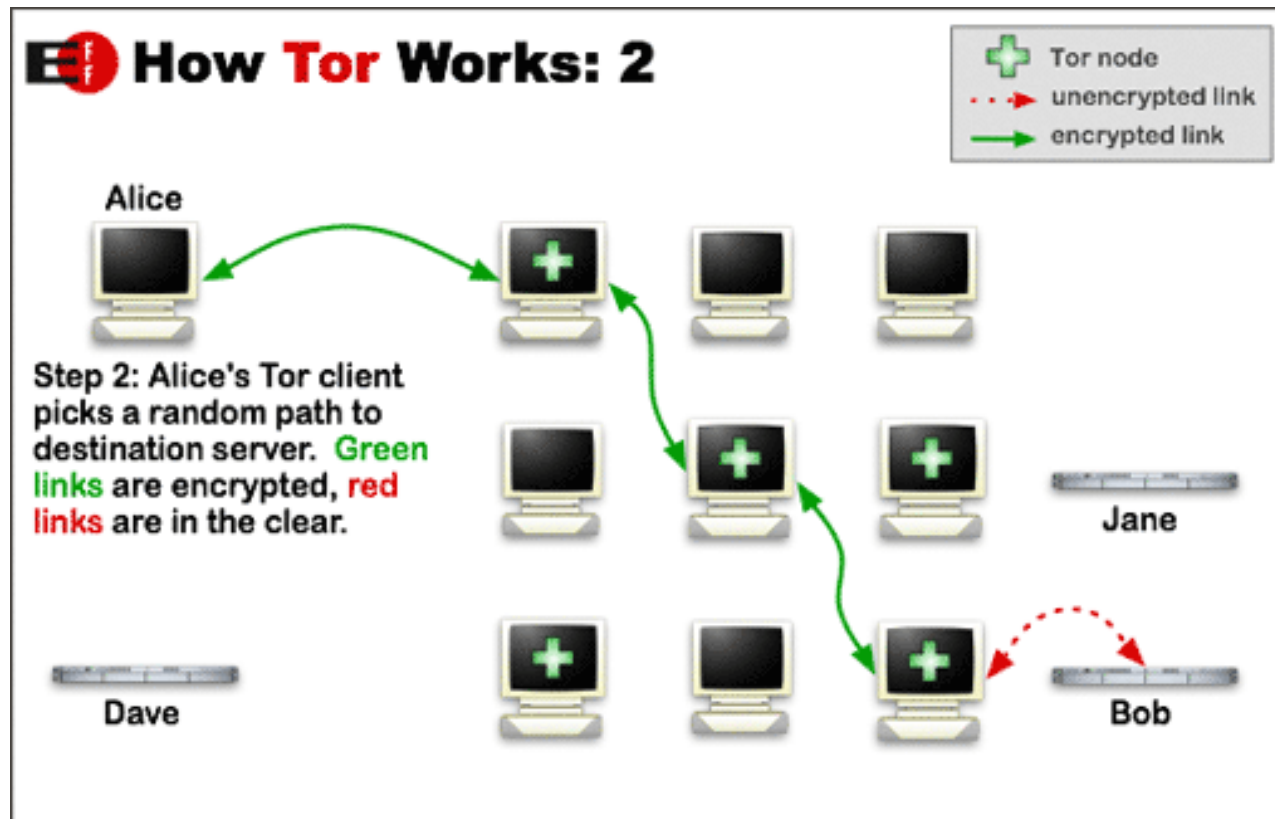 EFF How Tor Works: 2
Tor node
unencrypted link
encrypted link
Alice
Step 2: Alice's Tor client
picks a random path to
destination server. Green
links are encrypted, red
links are in the clear.
Jane
Dave
Bob